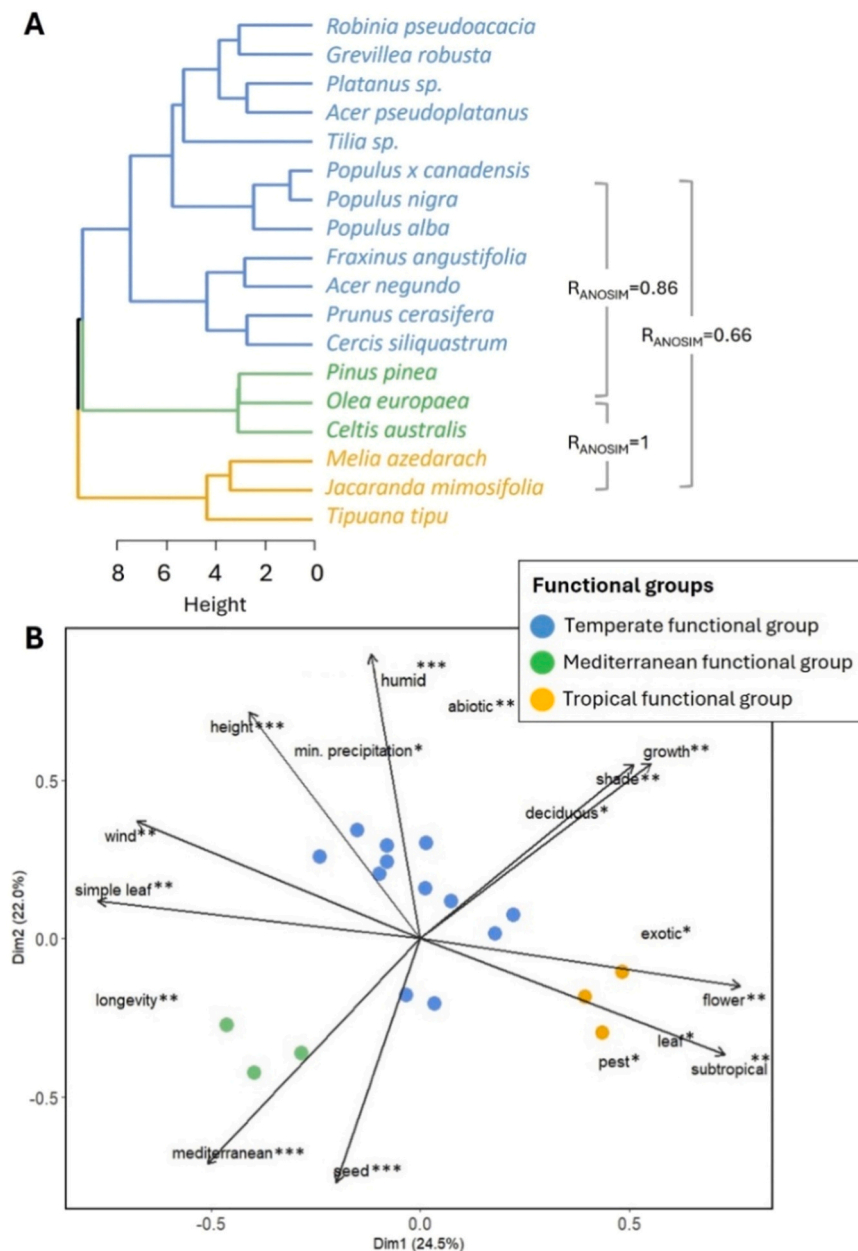 A
Robinia pseudoacacia
Grevillea robusta
Platanus sp.
Acer pseudoplatanus
Tilia sp.
Populus x canadensis
Populus nigra
Populus alba
Fraxinus angustifolia
Acer negundo
Prunus cerasifera
Cercis siliquastrum
Pinus pinea
Olea europaea
Celtis australis
Melia azedarach
Jacaranda mimosifolia
Tipuana tipu
RANOSIM=0.86
RANOSIM=0.66
RANOSIM=1
8 6 4 2 0
Height
Functional groups
Temperate functional group
Mediterranean functional group
Tropical functional group
B
humid ***
abiotic **
height ***
min. precipitation *
growth **
shade **
deciduous *
wind **
simple leaf **
exotic *
longevity **
flower **
leaf *
pest *
subtropical **
mediterranean ***
seed ***
0.5
0.0
-0.5
Dim2 (22.0%)
-0.5 0.0 0.5
Dim1 (24.5%)